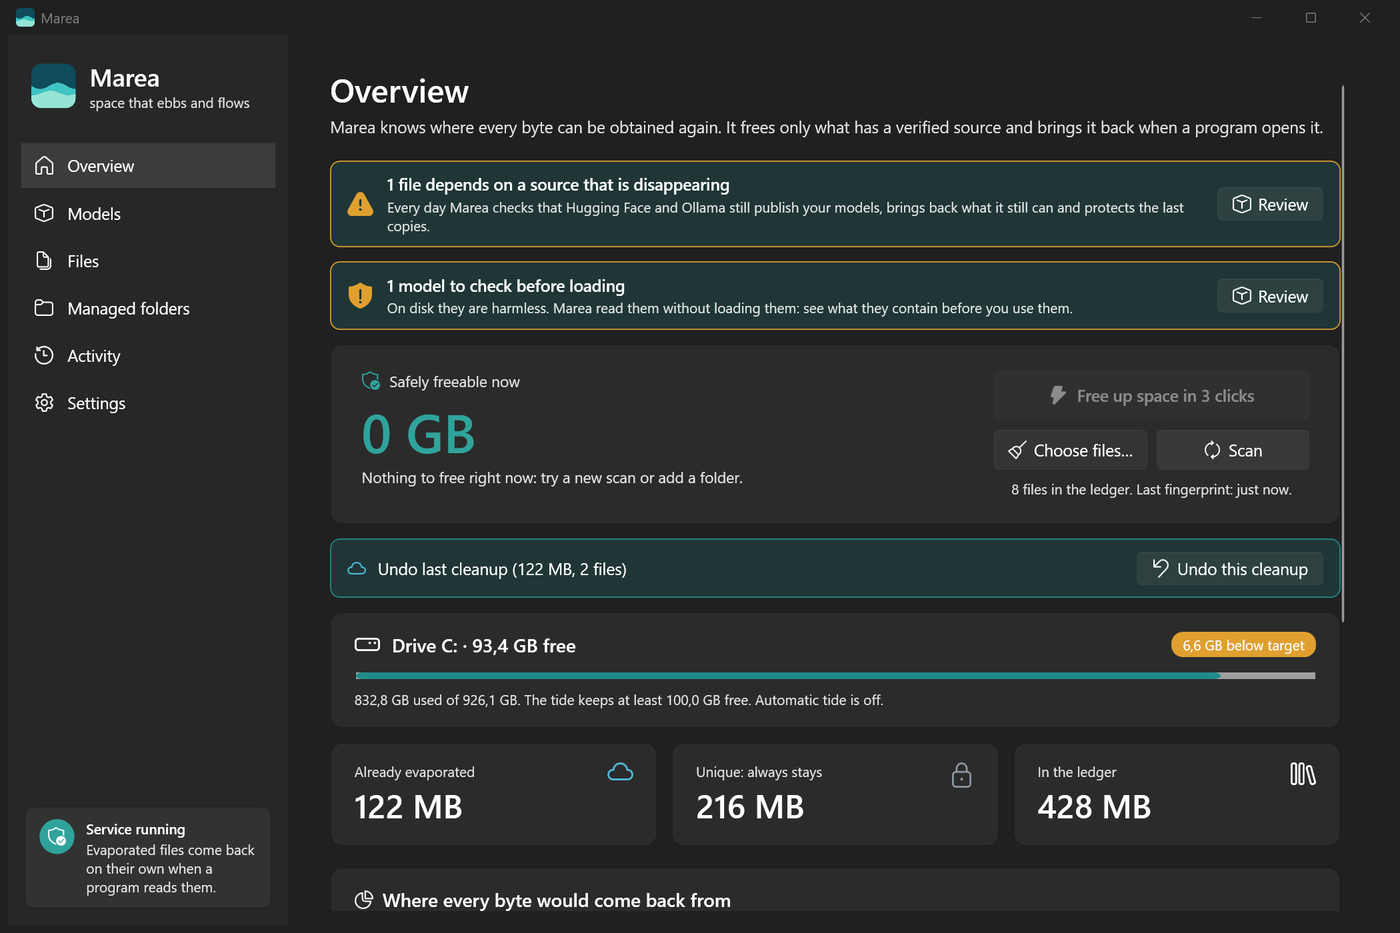 Marea
Marea
space that ebbs and flows
Overview
Models
Files
Managed folders
Activity
Settings
Service running
Evaporated files come back
on their own when a
program reads them.
Overview
Marea knows where every byte can be obtained again. It frees only what has a verified source and brings it back when a program opens it.
1 file depends on a source that is disappearing
Every day Marea checks that Hugging Face and Ollama still publish your models, brings back what it still can and protects the last
copies.
Review
1 model to check before loading
On disk they are harmless. Marea read them without loading them: see what they contain before you use them.
Review
Safely freeable now
0 GB
Nothing to free right now: try a new scan or add a folder.
Free up space in 3 clicks
Choose files...
Scan
8 files in the ledger. Last fingerprint: just now.
Undo last cleanup (122 MB, 2 files)
Undo this cleanup
Drive C: · 93,4 GB free
6,6 GB below target
832,8 GB used of 926,1 GB. The tide keeps at least 100,0 GB free. Automatic tide is off.
Already evaporated
122 MB
Unique: always stays
216 MB
In the ledger
428 MB
Where every byte would come back from